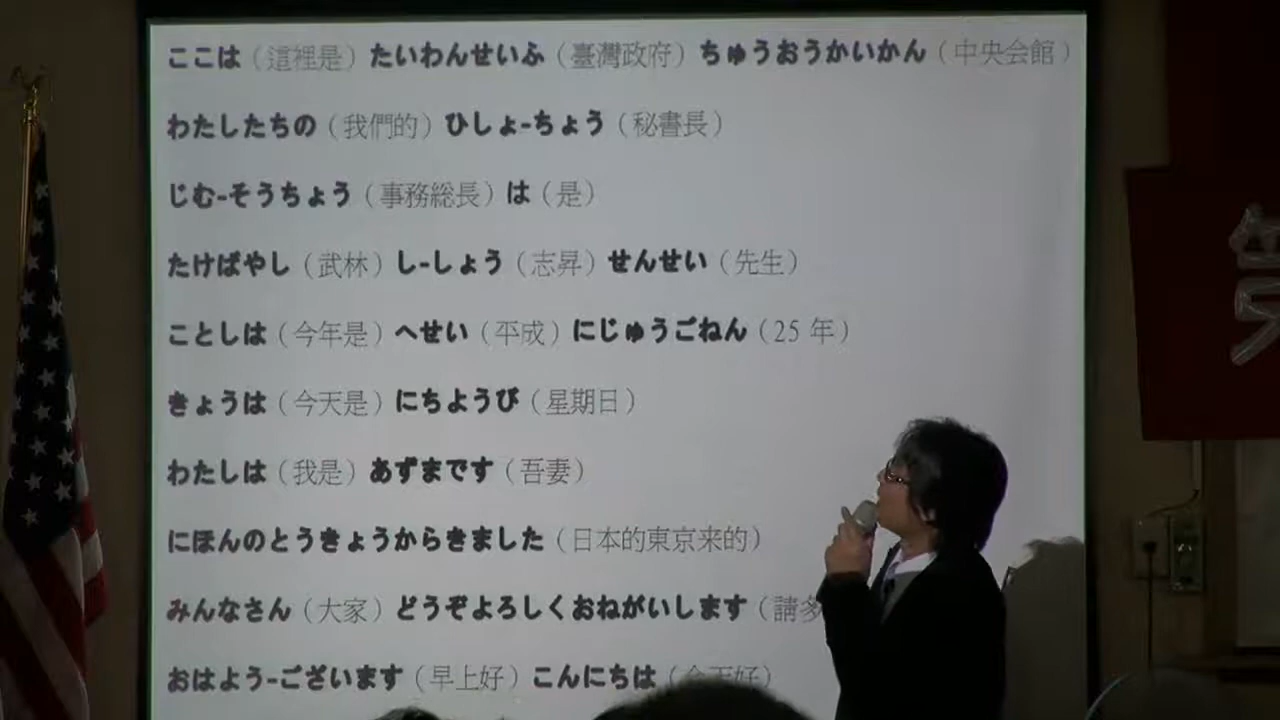 ここは（這裡是）たいわんせいふ（臺灣政府）ちゅうおうかいかん（中央会館）
わたしたちの（我們的）ひしょ-ちょう（秘書長）
じむ-そうちょう（事務総長）は（是）
たけばやし（武林）し-しょう（志昇）せんせい（先生）
ことしは（今年是）へせい（平成）にじゅうごねん（25 年）
きょうは（今天是）にちようび（星期日）
わたしは（我是）あずまです（吾妻）
にほんのとうきょうからきました（日本的東京来的）
みんなさん（大家）どうぞよろしくおねがいします（請多
おはよう-ございます（早上好）こんにちは